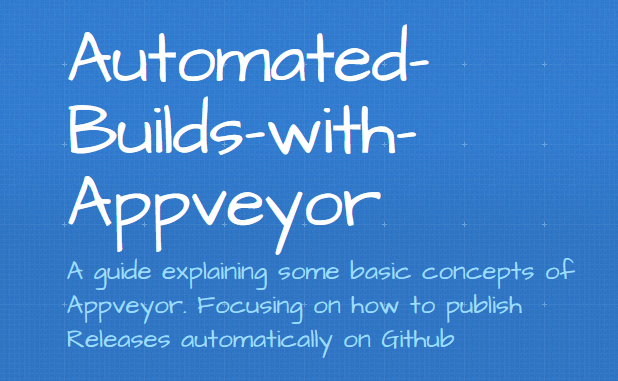 Automated-
Builds-with-
Appveyor
A guide explaining some basic concepts of
Appveyor. Focusing on how to publish
Releases automatically on Github